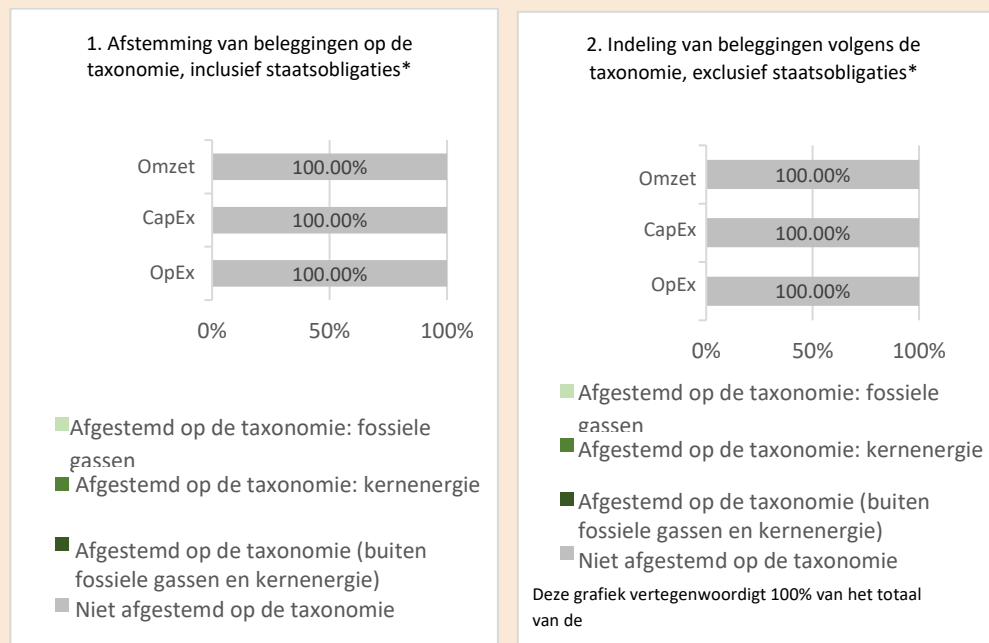 1. Afstemming van beleggingen op de
taxonomie, inclusief staatsobligaties*
Omzet
100.00%
CapEx
100.00%
OpEx
100.00%
0%
50%
100%
Afgestemd op de taxonomie: fossiele
gassen
Afgestemd op de taxonomie: kernenergie
Afgestemd op de taxonomie (buiten
fossiele gassen en kernenergie)
Niet afgestemd op de taxonomie
2. Indeling van beleggingen volgens de
taxonomie, exclusief staatsobligaties*
Omzet
100.00%
CapEx
100.00%
OpEx
100.00%
0%
50%
100%
Afgestemd op de taxonomie: fossiele
gassen
Afgestemd op de taxonomie: kernenergie
Afgestemd op de taxonomie (buiten
fossiele gassen en kernenergie)
Niet afgestemd op de taxonomie
Deze grafiek vertegenwoordigt 100% van het totaal
van de